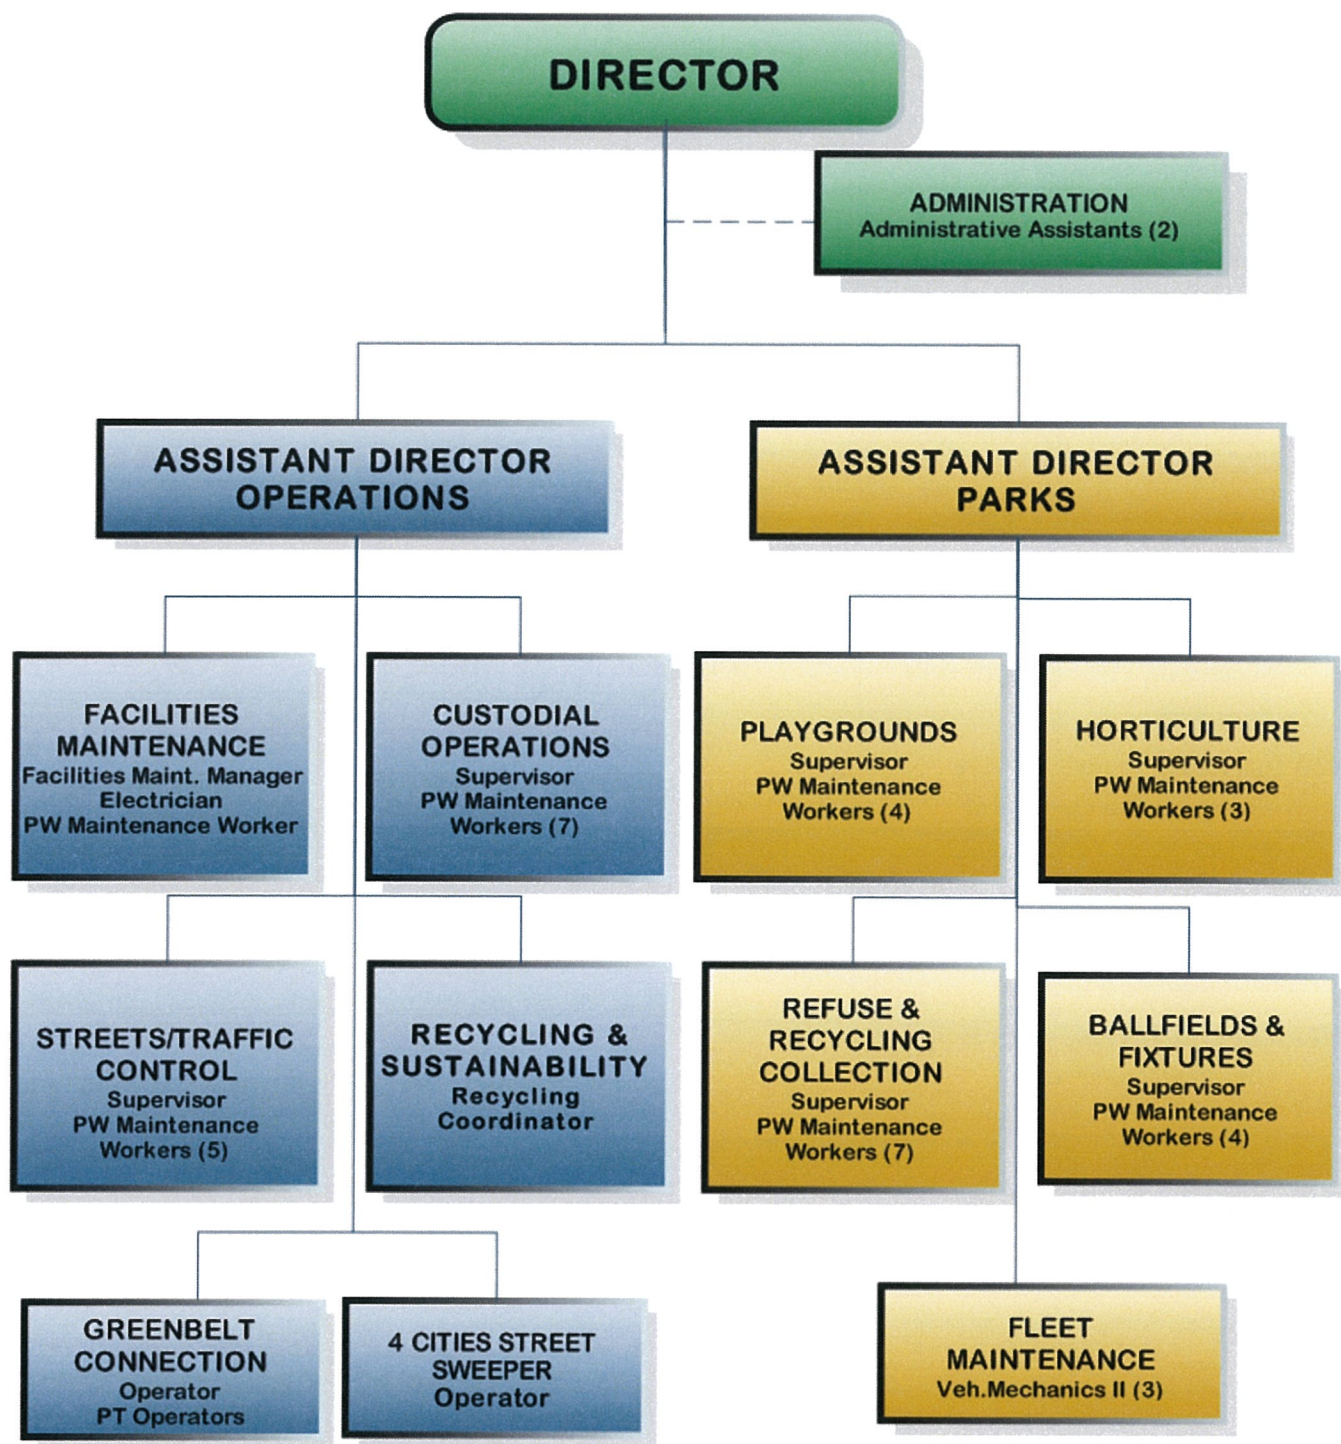 DIRECTOR
ADMINISTRATION
Administrative Assistants (2)
ASSISTANT DIRECTOR
OPERATIONS
ASSISTANT DIRECTOR
PARKS
FACILITIES
MAINTENANCE
Facilities Maint. Manager
Electrician
PW Maintenance Worker
CUSTODIAL
OPERATIONS
Supervisor
PW Maintenance
Workers (7)
PLAYGROUNDS
Supervisor
PW Maintenance
Workers (4)
HORTICULTURE
Supervisor
PW Maintenance
Workers (3)
STREETS/TRAFFIC
CONTROL
Supervisor
PW Maintenance
Workers (5)
RECYCLING &
SUSTAINABILITY
Recycling
Coordinator
REFUSE &
RECYCLING
COLLECTION
Supervisor
PW Maintenance
Workers (7)
BALLFIELDS &
FIXTURES
Supervisor
PW Maintenance
Workers (4)
GREENBELT
CONNECTION
Operator
PT Operators
4 CITIES STREET
SWEEPER
Operator
FLEET
MAINTENANCE
Veh.Mechanics II (3)